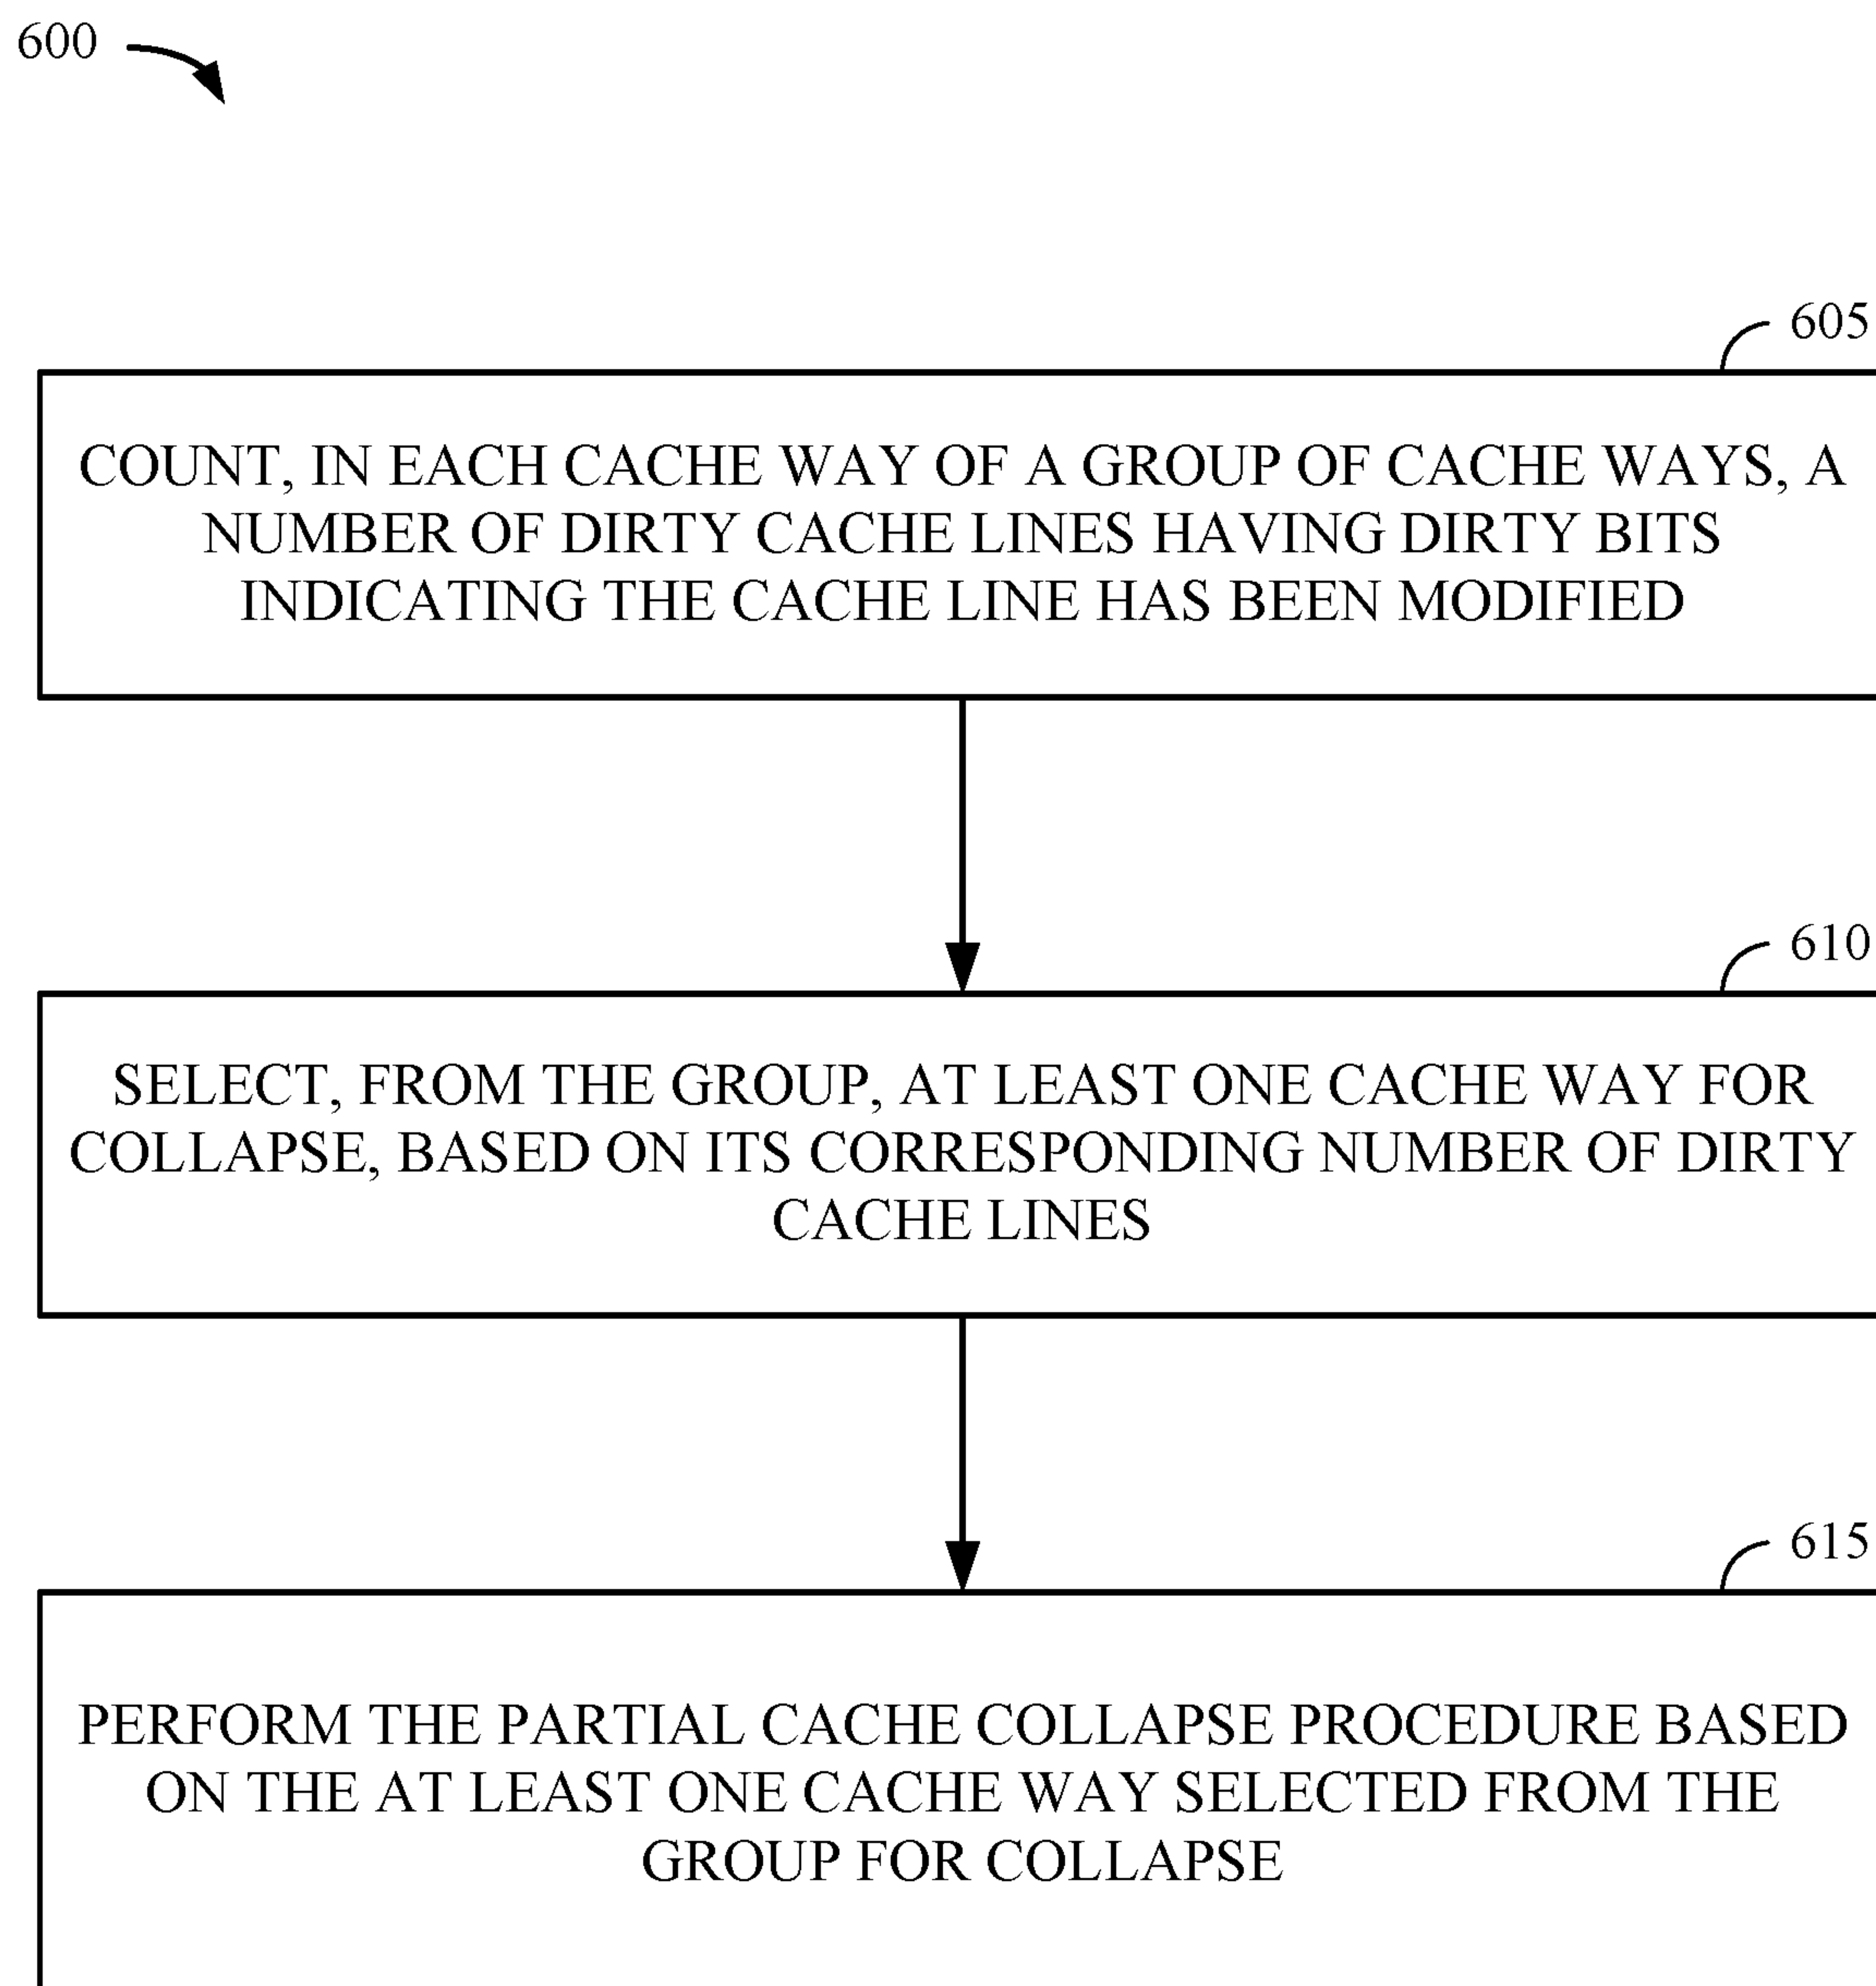 600
605
COUNT, IN EACH CACHE WAY OF A GROUP OF CACHE WAYS, A
NUMBER OF DIRTY CACHE LINES HAVING DIRTY BITS
INDICATING THE CACHE LINE HAS BEEN MODIFIED
610
SELECT, FROM THE GROUP, AT LEAST ONE CACHE WAY FOR
COLLAPSE, BASED ON ITS CORRESPONDING NUMBER OF DIRTY
CACHE LINES
615
PERFORM THE PARTIAL CACHE COLLAPSE PROCEDURE BASED
ON THE AT LEAST ONE CACHE WAY SELECTED FROM THE
GROUP FOR COLLAPSE